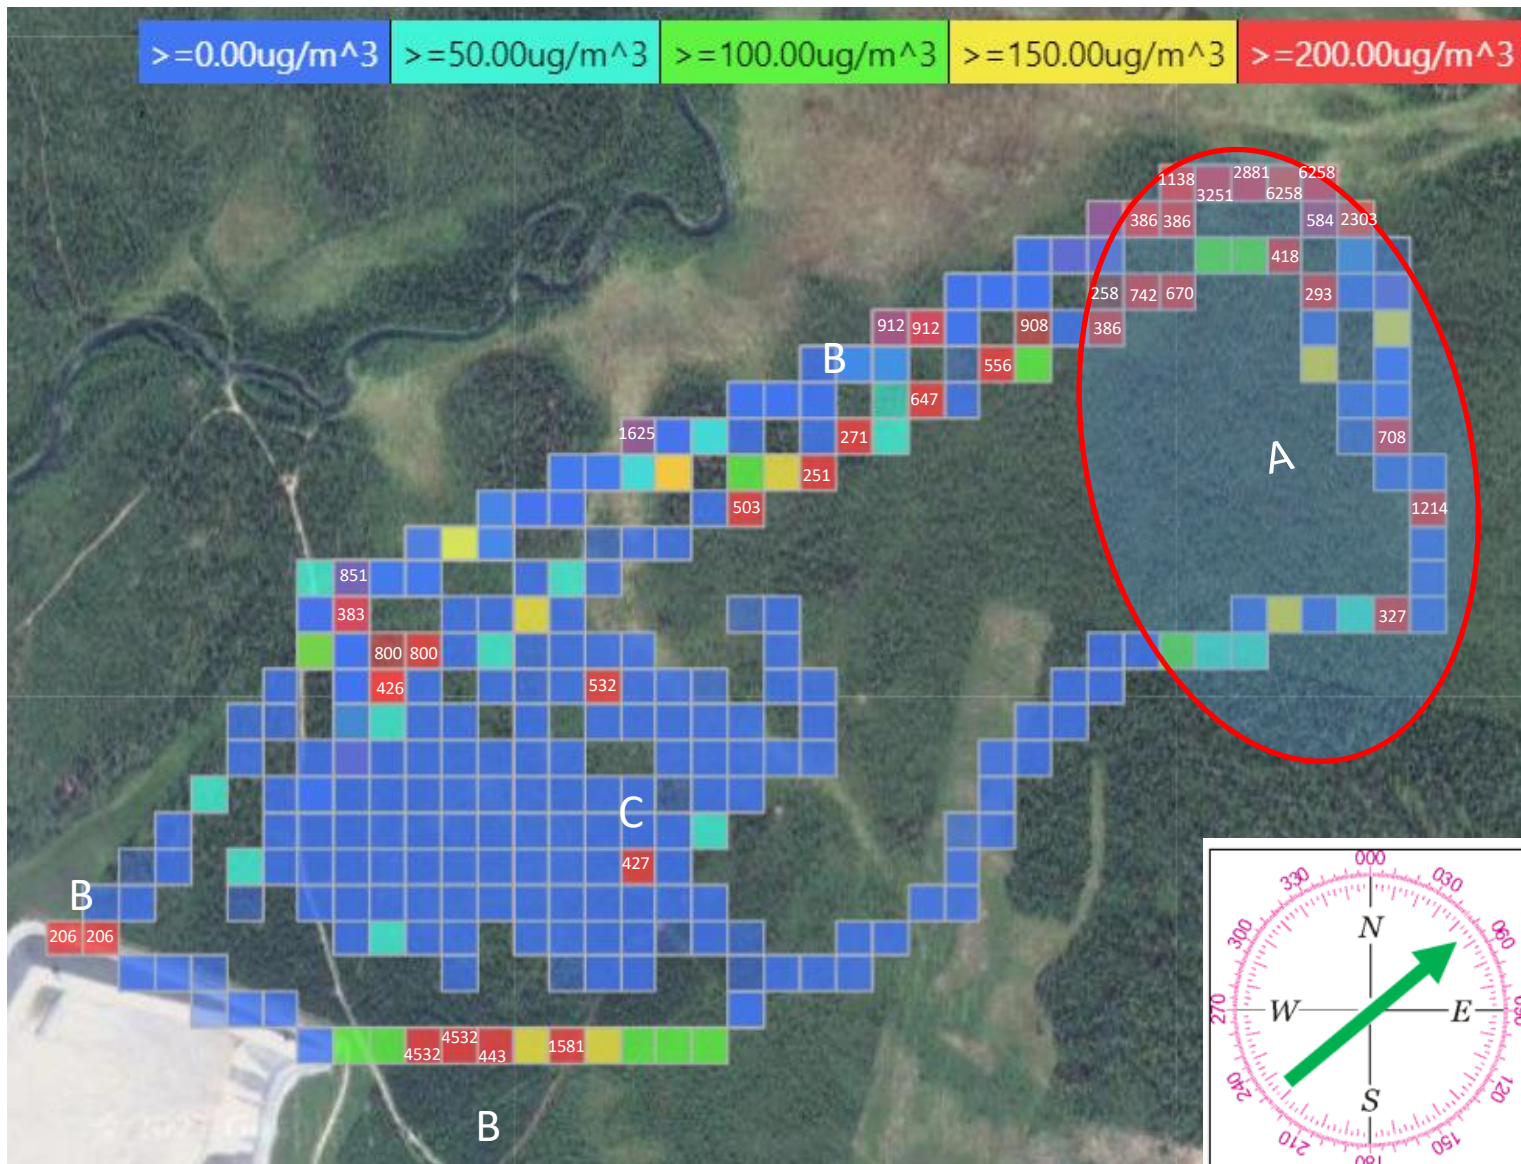 >=0.00ug/m^3 >=50.00ug/m^3 >=100.00ug/m^3 >=150.00ug/m^3 >=200.00ug/m^3
1138 3251 2881 6258 6258
386 386 584 2303
418
258 742 670 293
912 912 908 386
B 556
647
1625 271 708
A
251
503 1214
851
383 327
800 800
426 532
C
427
B
206 206
4532 4532 443 1581
B
000
330 030
300 N 060
270 W E
240 S 120
210 180 150